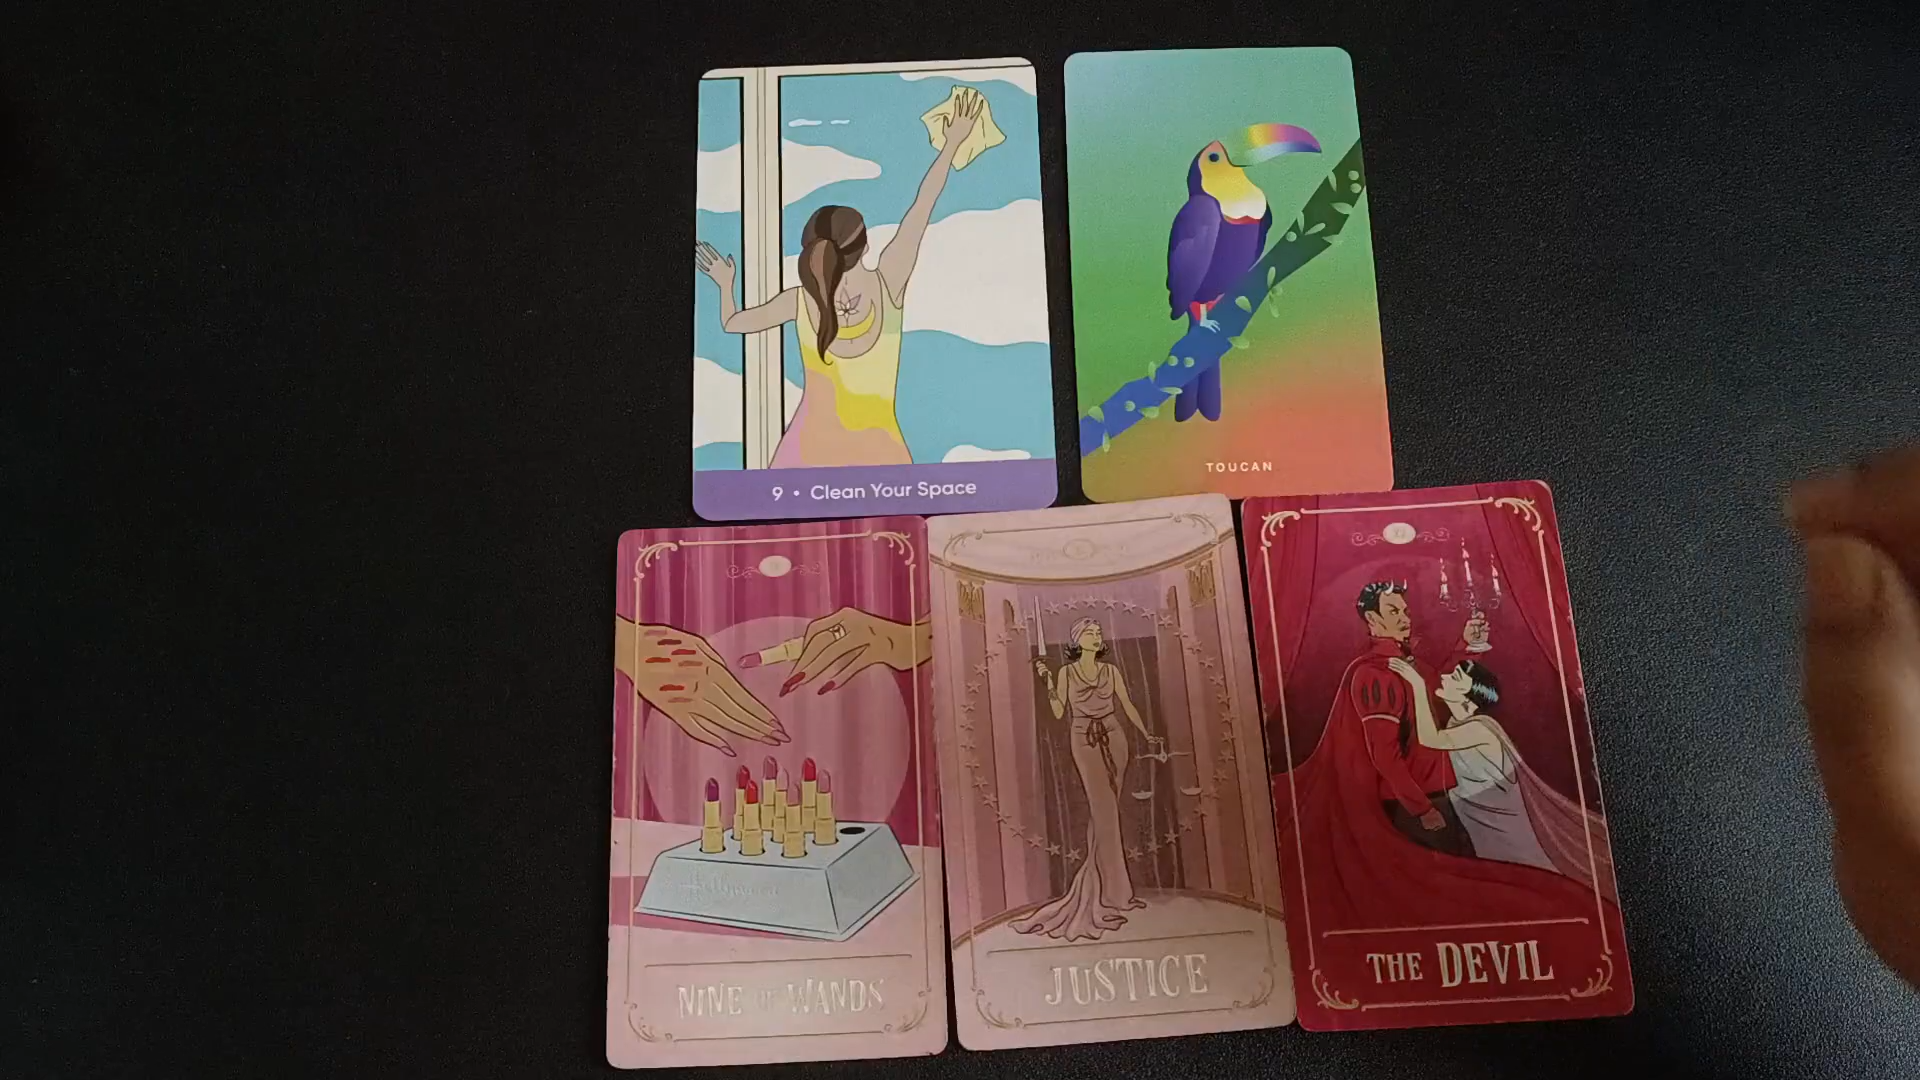 9 • Clean Your Space
TOUCAN
NINE OF WANDS
JUSTICE
THE DEVIL